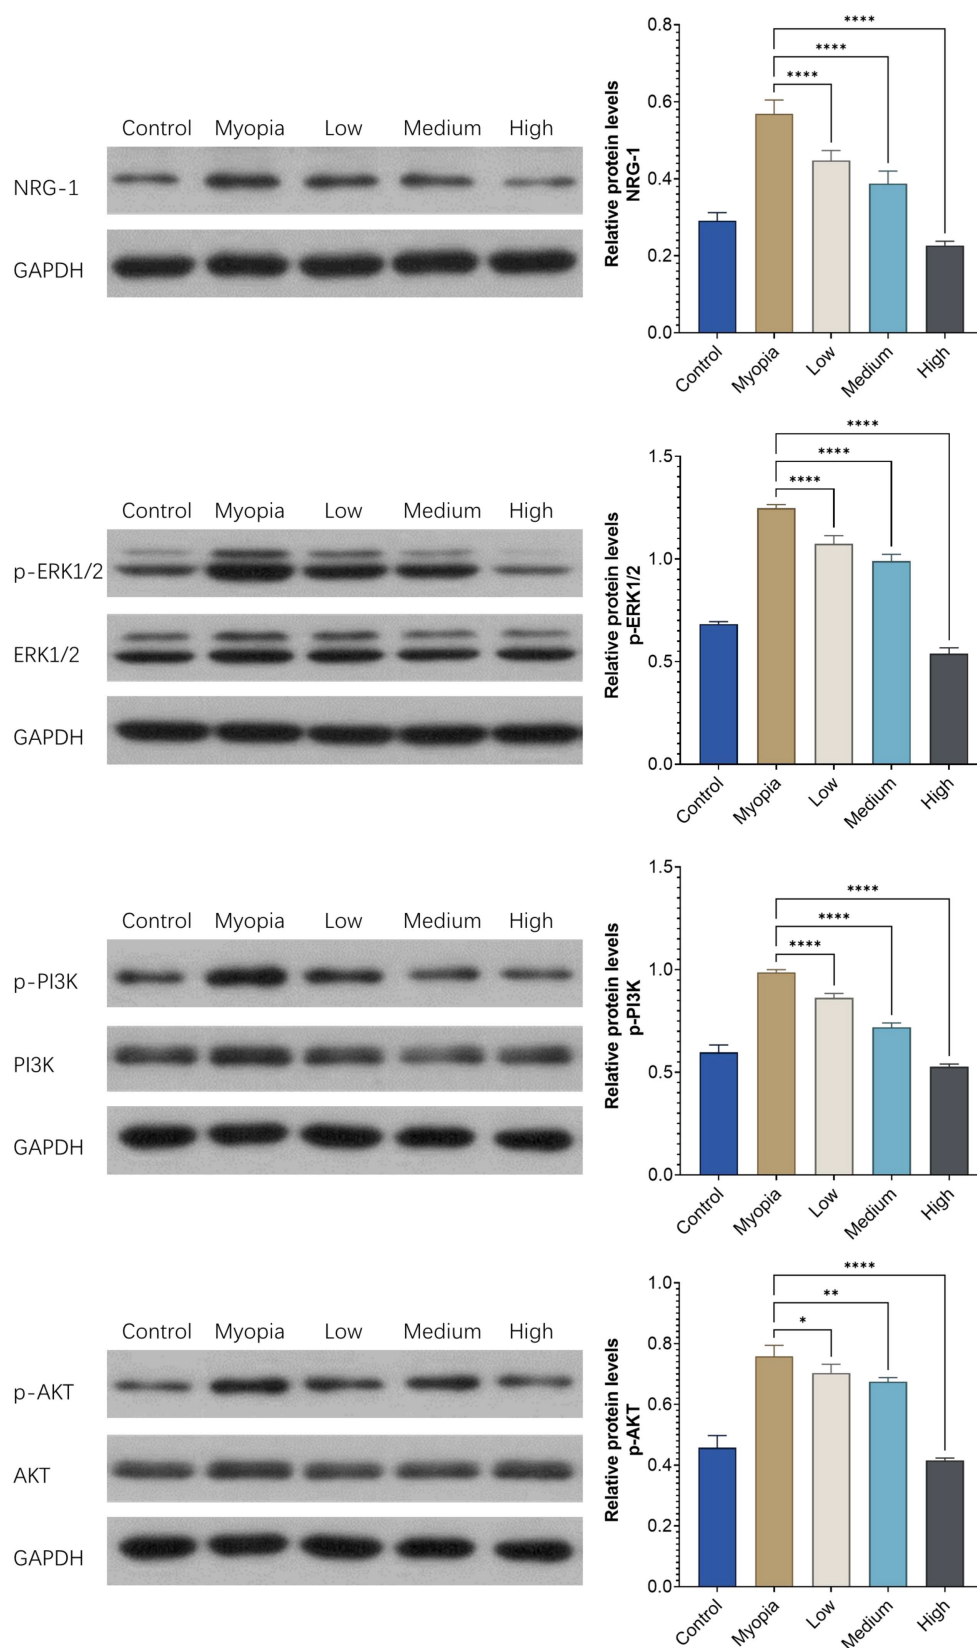 Control Myopia Low Medium High
NRG-1
GAPDH
Relative protein levels
NRG-1
0.8
0.6
0.4
0.2
0.0
****
****
****
Control Myopia Low Medium High
Control Myopia Low Medium High
p-ERK1/2
ERK1/2
GAPDH
Relative protein levels
p-ERK1/2
1.5
1.0
0.5
0.0
****
****
****
Control Myopia Low Medium High
Control Myopia Low Medium High
p-PI3K
PI3K
GAPDH
Relative protein levels
p-PI3K
1.5
1.0
0.5
0.0
****
****
****
Control Myopia Low Medium High
Control Myopia Low Medium High
p-AKT
AKT
GAPDH
Relative protein levels
p-AKT
1.0
0.8
0.6
0.4
0.2
0.0
****
**
*
Control Myopia Low Medium High